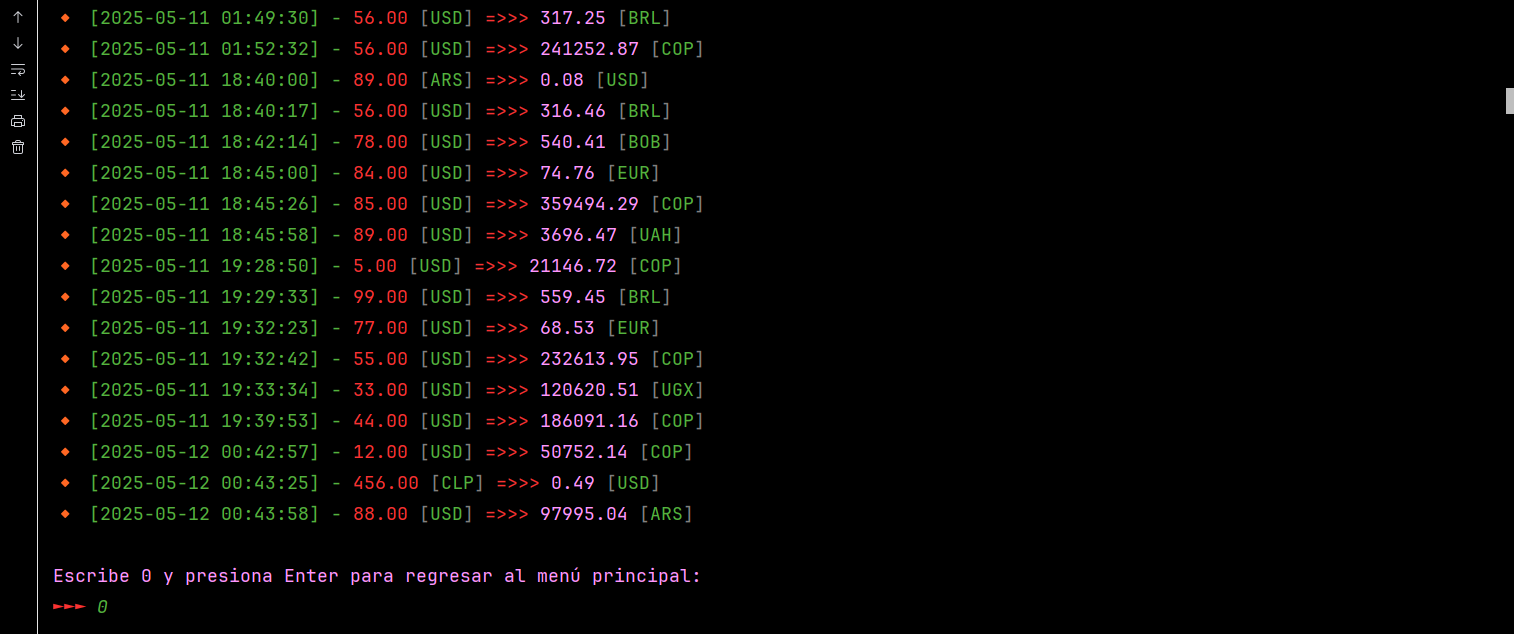 🔸 [2025-05-11 01:49:30] - 56.00 [USD] =>>> 317.25 [BRL]
🔸 [2025-05-11 01:52:32] - 56.00 [USD] =>>> 241252.87 [COP]
🔸 [2025-05-11 18:40:00] - 89.00 [ARS] =>>> 0.08 [USD]
🔸 [2025-05-11 18:40:17] - 56.00 [USD] =>>> 316.46 [BRL]
🔸 [2025-05-11 18:42:14] - 78.00 [USD] =>>> 540.41 [BOB]
🔸 [2025-05-11 18:45:00] - 84.00 [USD] =>>> 74.76 [EUR]
🔸 [2025-05-11 18:45:26] - 85.00 [USD] =>>> 359494.29 [COP]
🔸 [2025-05-11 18:45:58] - 89.00 [USD] =>>> 3696.47 [UAH]
🔸 [2025-05-11 19:28:50] - 5.00 [USD] =>>> 21146.72 [COP]
🔸 [2025-05-11 19:29:33] - 99.00 [USD] =>>> 559.45 [BRL]
🔸 [2025-05-11 19:32:23] - 77.00 [USD] =>>> 68.53 [EUR]
🔸 [2025-05-11 19:32:42] - 55.00 [USD] =>>> 232613.95 [COP]
🔸 [2025-05-11 19:33:34] - 33.00 [USD] =>>> 120620.51 [UGX]
🔸 [2025-05-11 19:39:53] - 44.00 [USD] =>>> 186091.16 [COP]
🔸 [2025-05-12 00:42:57] - 12.00 [USD] =>>> 50752.14 [COP]
🔸 [2025-05-12 00:43:25] - 456.00 [CLP] =>>> 0.49 [USD]
🔸 [2025-05-12 00:43:58] - 88.00 [USD] =>>> 97995.04 [ARS]
Escribe 0 y presiona Enter para regresar al menú principal:
►►► 0